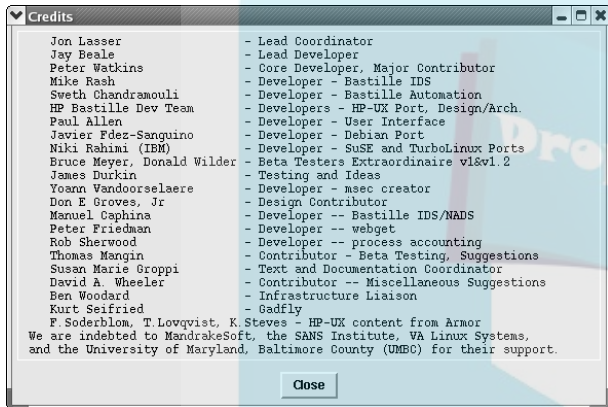 Credits
Jon Lasser - Lead Coordinator
Jay Beale - Lead Developer
Peter Watkins - Core Developer, Major Contributor
Mike Rash - Developer - Bastille IDS
Sweth Chandramouli - Developer - Bastille Automation
HP Bastille Dev Team - Developers - HP-UX Port, Design/Arch.
Paul Allen - Developer - User Interface
Javier Fdez-Sanguino - Developer - Debian Port
Niki Rahimi (IBM) - Developer - SuSE and TurboLinux Ports
Bruce Meyer, Donald Wilder - Beta Testers Extraordinaire v1&v1.2
James Durkin - Testing and Ideas
Yoann Vandoorselaere - Developer - msec creator
Don E Groves, Jr - Design Contributor
Manuel Caphina - Developer -- Bastille IDS/NADS
Peter Friedman - Developer -- webget
Rob Sherwood - Developer -- process accounting
Thomas Mangin - Contributor - Beta Testing, Suggestions
Susan Marie Groppi - Text and Documentation Coordinator
David A. Wheeler - Contributor -- Miscellaneous Suggestions
Ben Woodard - Infrastructure Liaison
Kurt Seifried - Gadfly
F.Soderblom, T.Lovqvist, K.Steves - HP-UX content from Armor
We are indebted to MandrakeSoft, the SANS Institute, VA Linux Systems,
and the University of Maryland, Baltimore County (UMBC) for their support.
Close
Dro